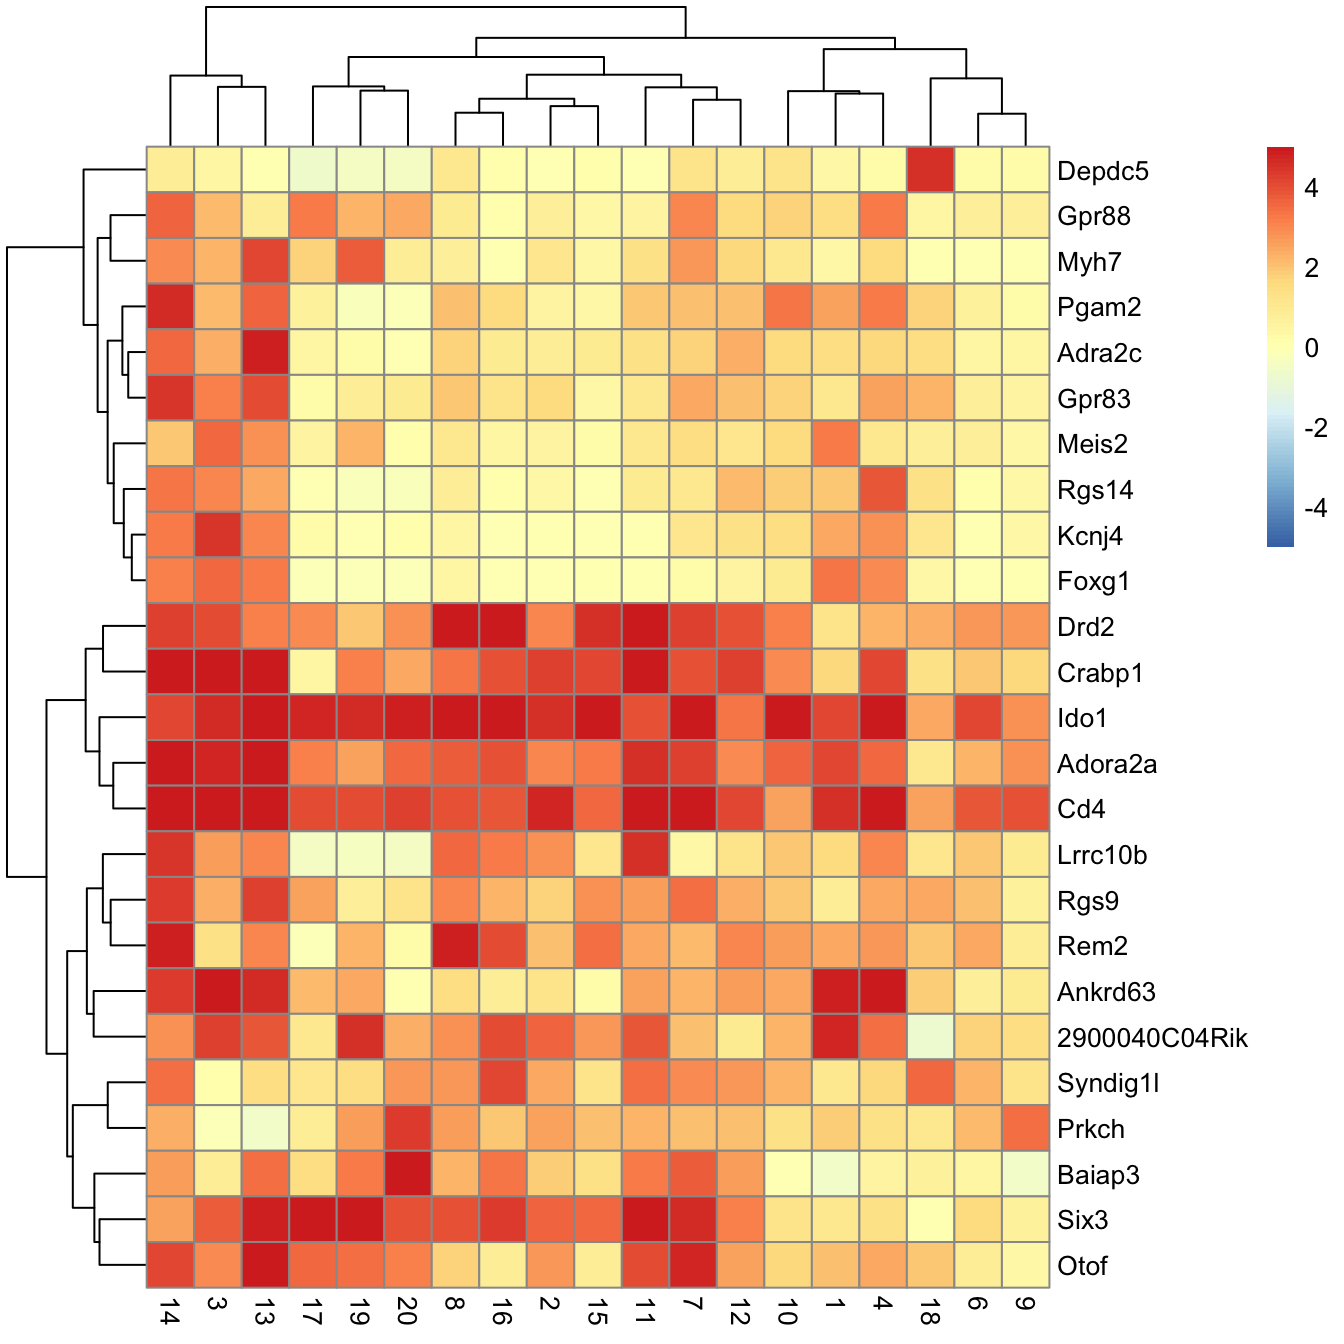 Depdc5
Gpr88
Myh7
Pgam2
Adra2c
Gpr83
Meis2
Rgs14
Kcnj4
Foxg1
Drd2
Crabp1
Ido1
Adora2a
Cd4
Lrrc10b
Rgs9
Rem2
Ankrd63
2900040C04Rik
Syndig1l
Prkch
Baiap3
Six3
Otof
14 3 13 17 19 20 8 16 2 15 11 7 12 10 1 4 18 6 9
4
2
0
-2
-4